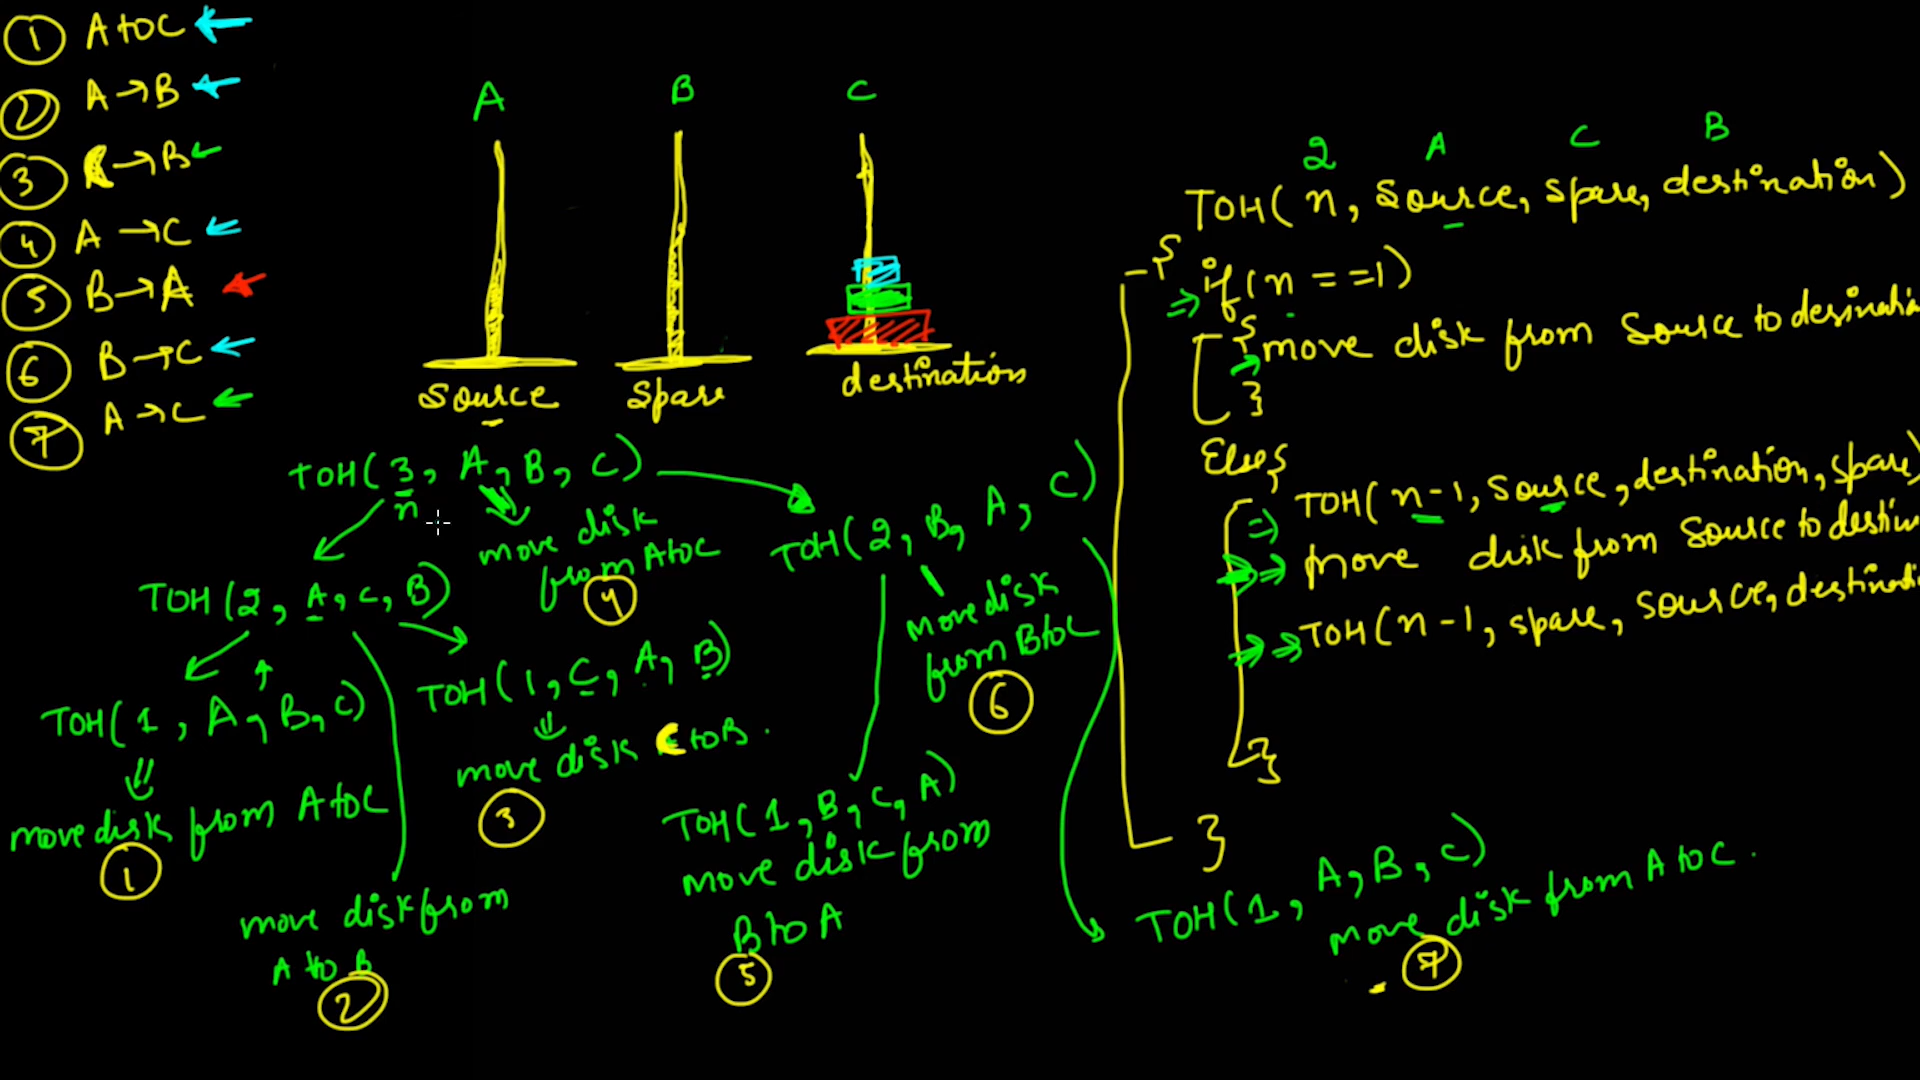 1 A to C ←
2 A → B ←
3 C → B ←
4 A → C ←
5 B → A ←
6 B → C ←
7 A → C ←
A B C
source spare destination
TOH(3, A, B, C)
n
move disk
from A to C
4
TOH(2, A, C, B)
TOH(1, A, B, C)
move disk from A to C
1
move disk from
A to B
2
TOH(1, C, A, B)
move disk C to B.
3
TOH(2, B, A, C)
move disk
from B to C
6
TOH(1, B, C, A)
move disk from
B to A
5
TOH(1, A, B, C)
move disk from A to C.
7
2 A C B
TOH(n, source, spare, destination)
{
⇒ if(n ==1)
{ move disk from source to desinatio
}
Else{
⇒ TOH(n-1, source, destination, spare)
⇒ move disk from source to destin
⇒ TOH(n-1, spare, source, destinati
}
}